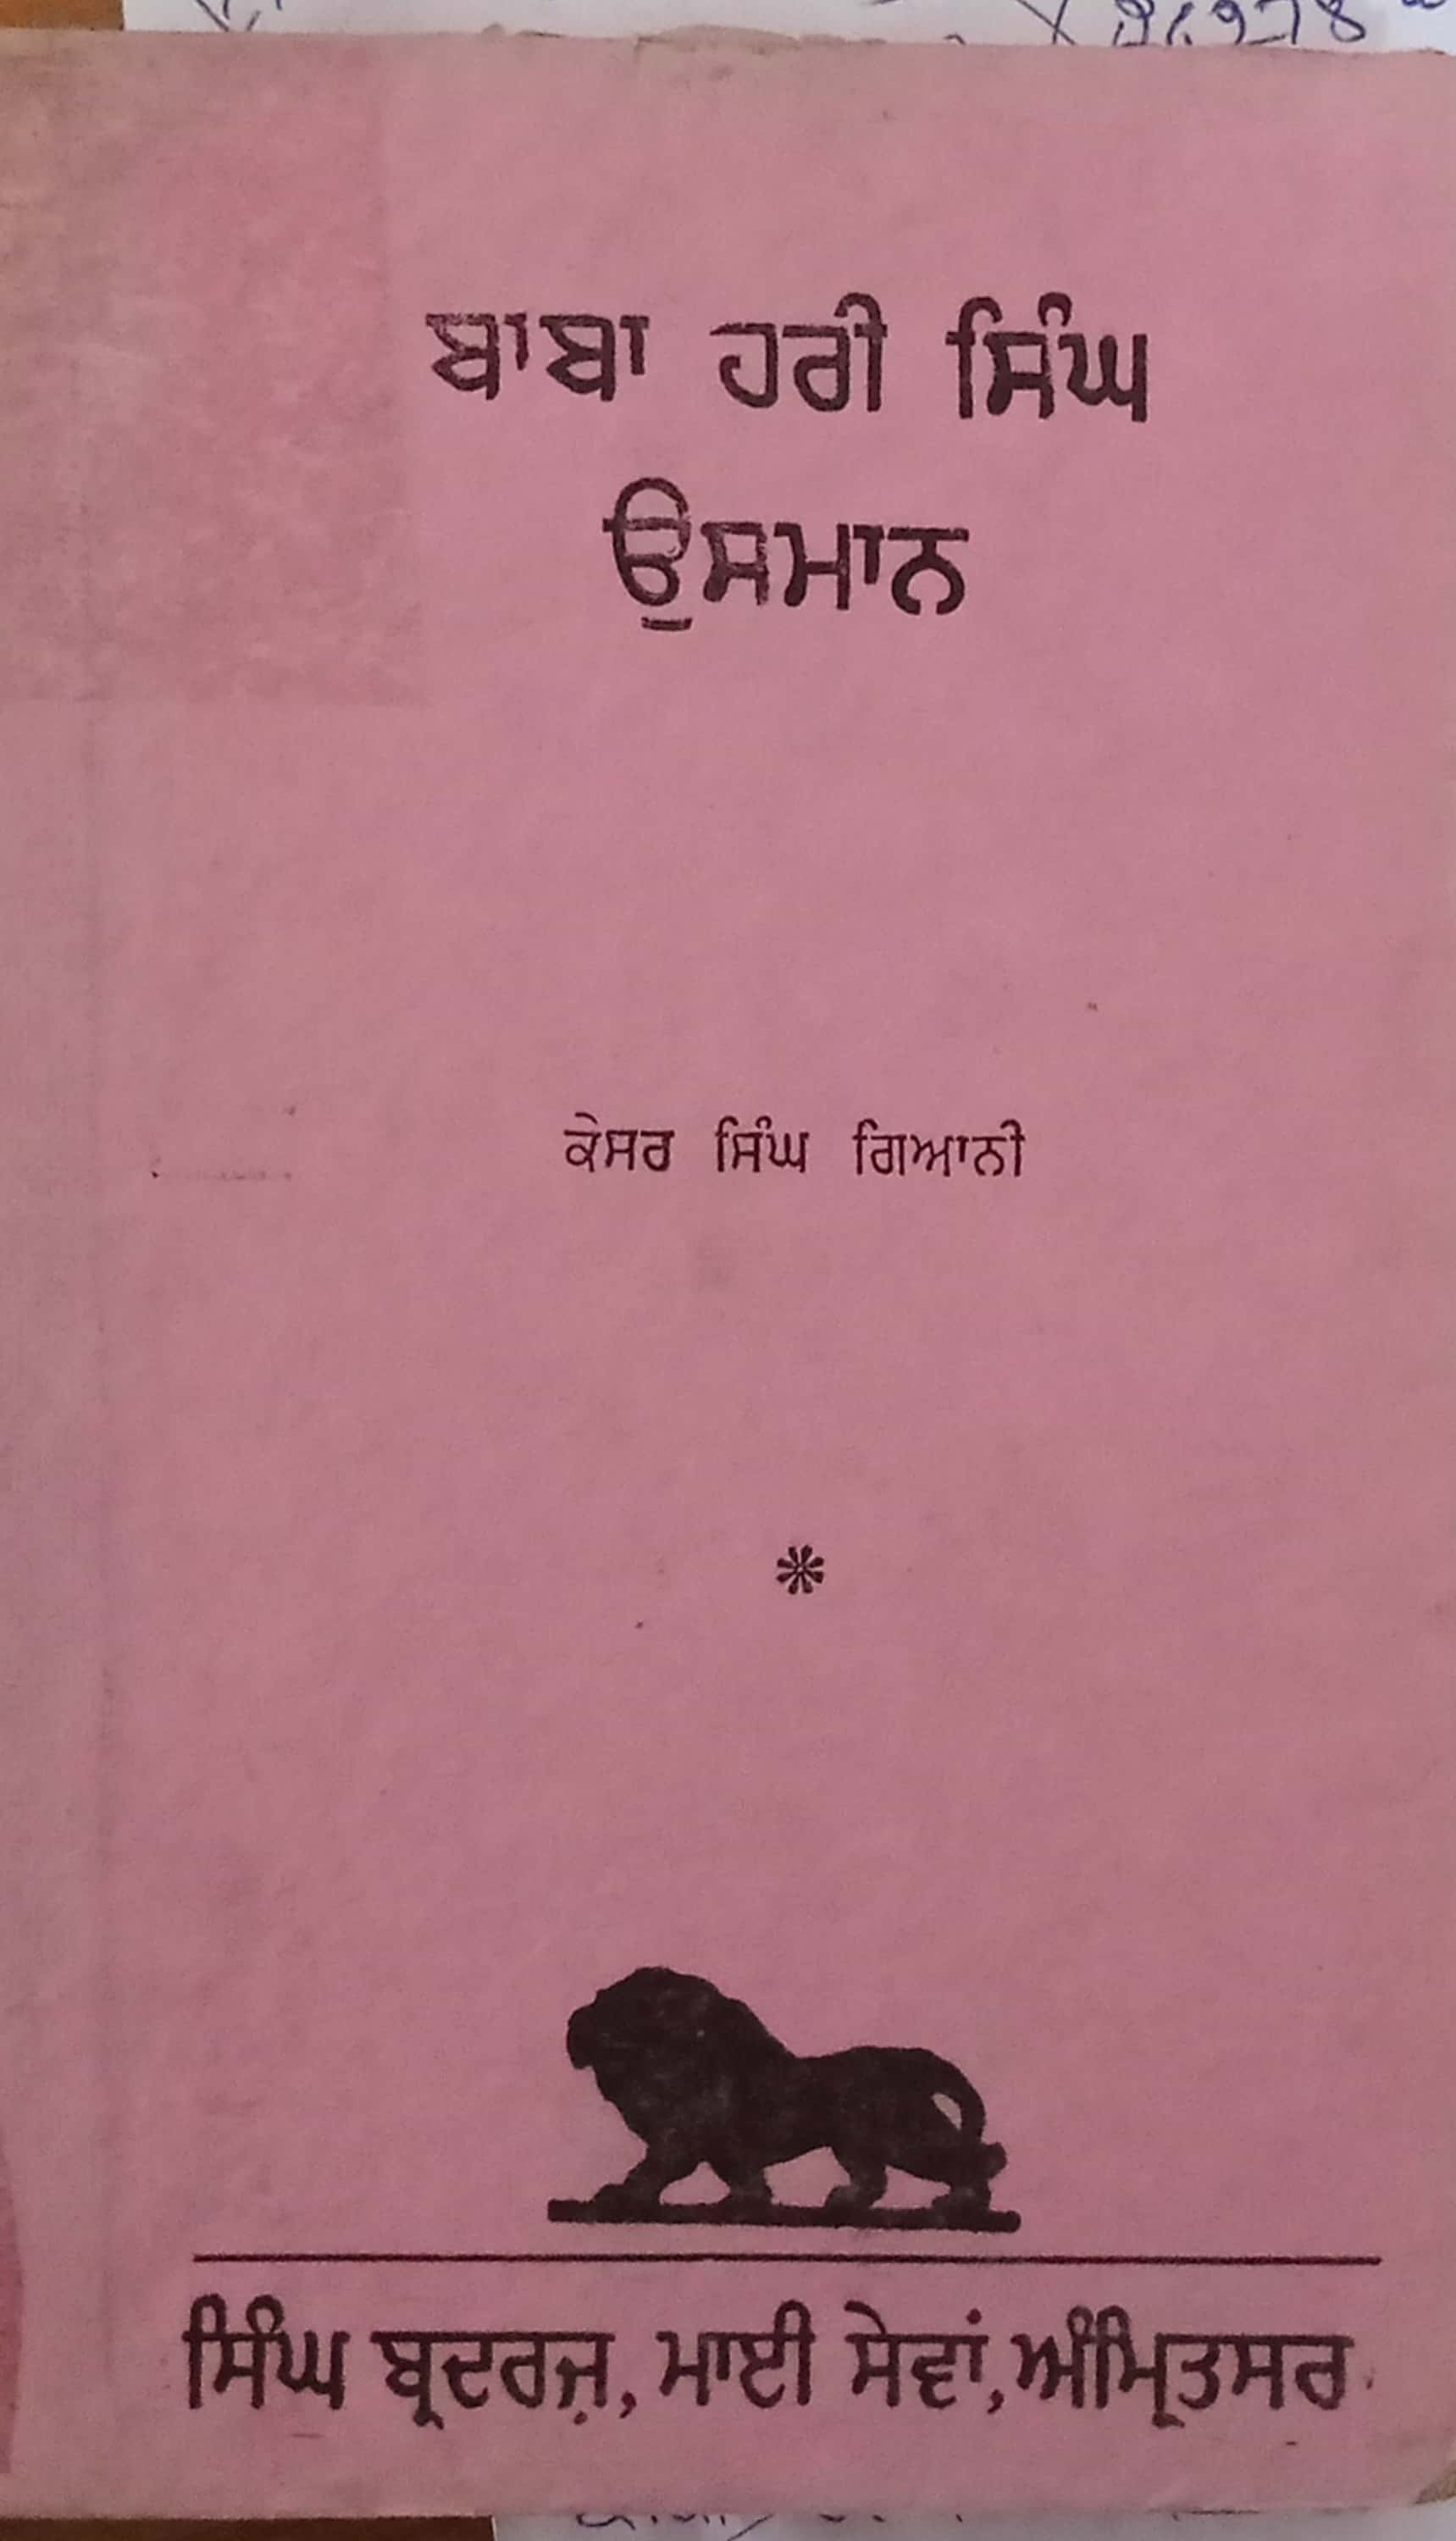 ਬਾਬਾ ਹਰੀ ਸਿੰਘ
ਉਸਮਾਨ
ਕੇਸਰ ਸਿੰਘ ਗਿਆਨੀ
ਸਿੰਘ ਬ੍ਰਦਰਜ਼, ਮਾਈ ਸੇਵਾਂ, ਅੰਮ੍ਰਿਤਸਰ